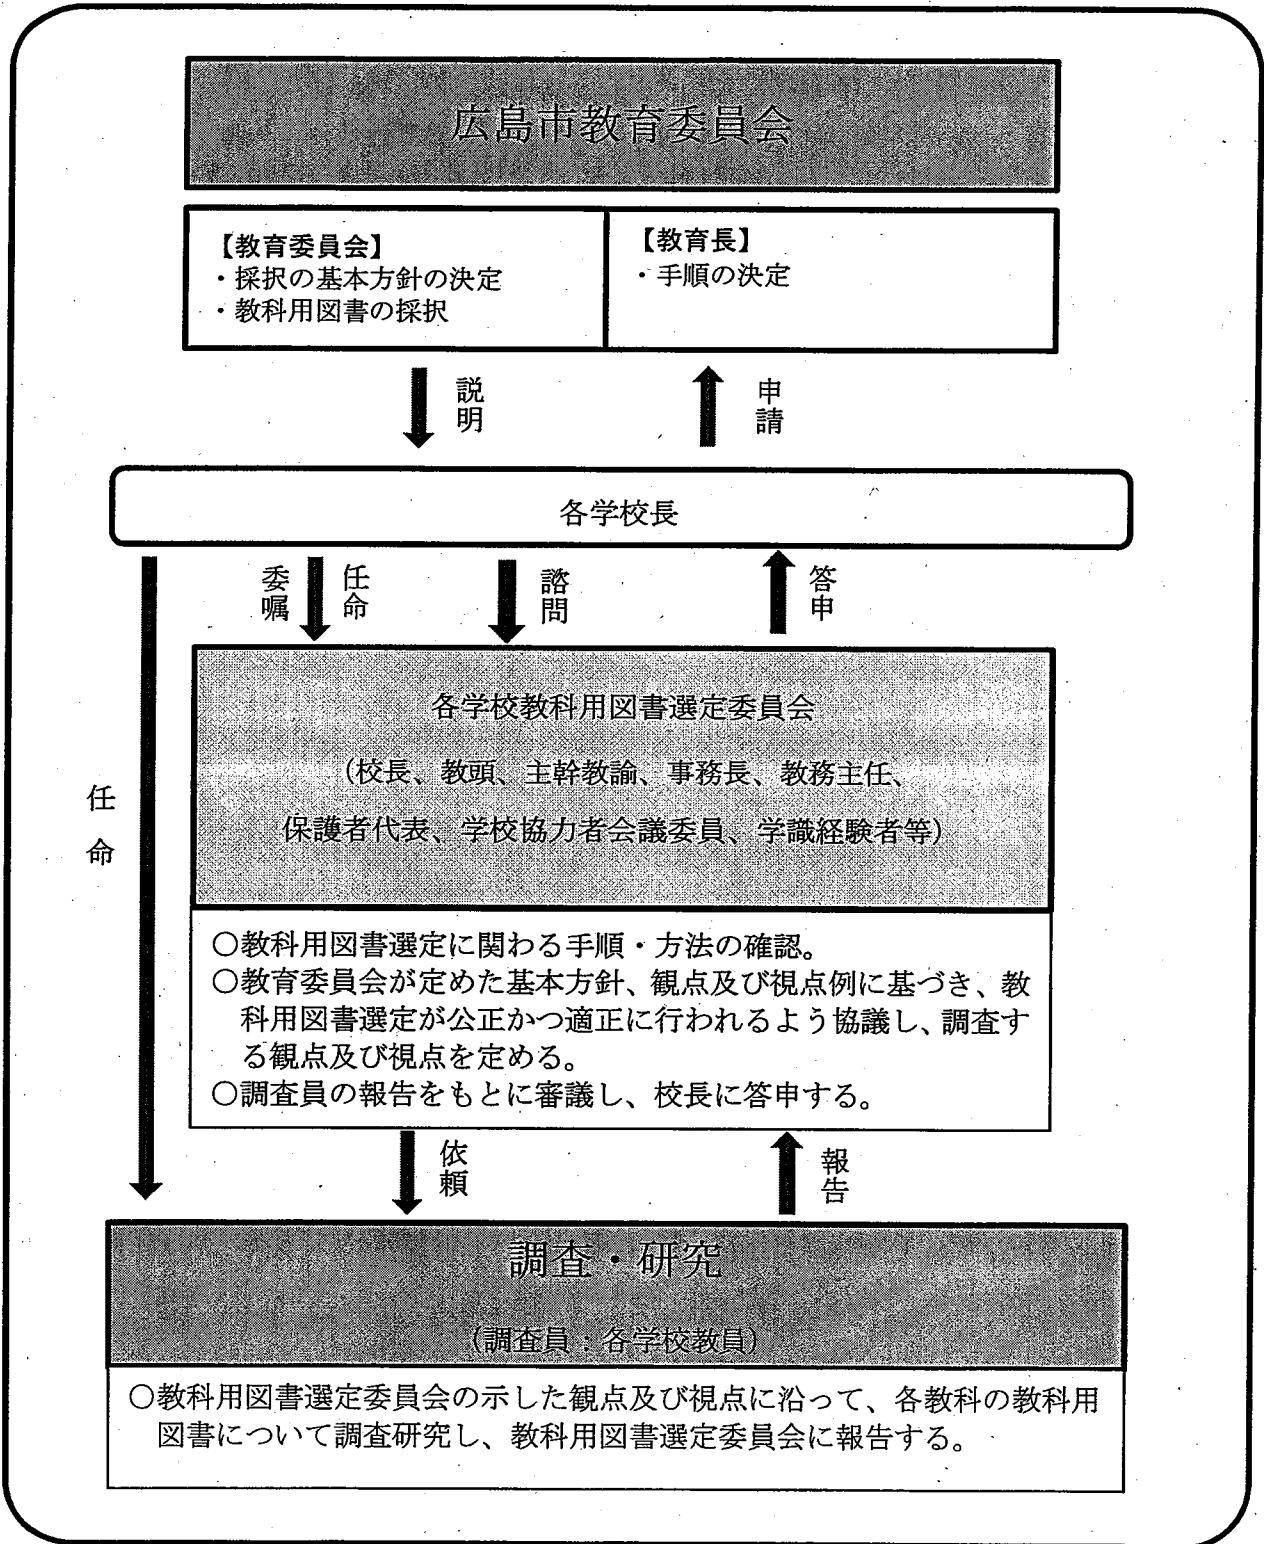 広島市教育委員会
【教育委員会】
・採択の基本方針の決定
・教科用図書の採択
【教育長】
・手順の決定
説明
申請
各学校長
委嘱
任命
諮問
答申
任命
各学校教科用図書選定委員会
(校長、教頭、主幹教諭、事務長、教務主任、
保護者代表、学校協力者会議委員、学識経験者等)
○教科用図書選定に関わる手順・方法の確認。
○教育委員会が定めた基本方針、観点及び視点例に基づき、教
科用図書選定が公正かつ適正に行われるよう協議し、調査す
る観点及び視点を定める。
○調査員の報告をもとに審議し、校長に答申する。
依頼
報告
調査・研究
(調査員:各学校教員)
○教科用図書選定委員会の示した観点及び視点に沿って、各教科の教科用
図書について調査研究し、教科用図書選定委員会に報告する。